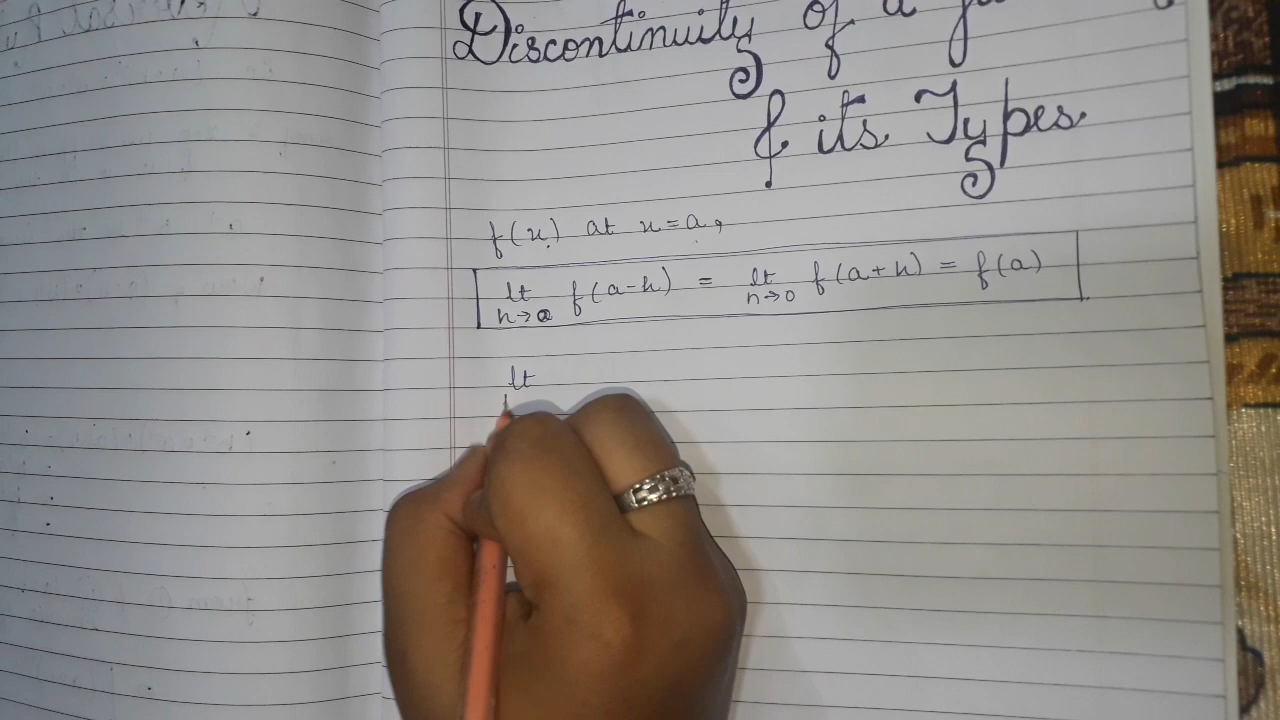 Discontinuity of a
& its Types.
f(x) at x=a,
lt f(a-h) = lt f(a+h) = f(a)
h→0 h→0
lt